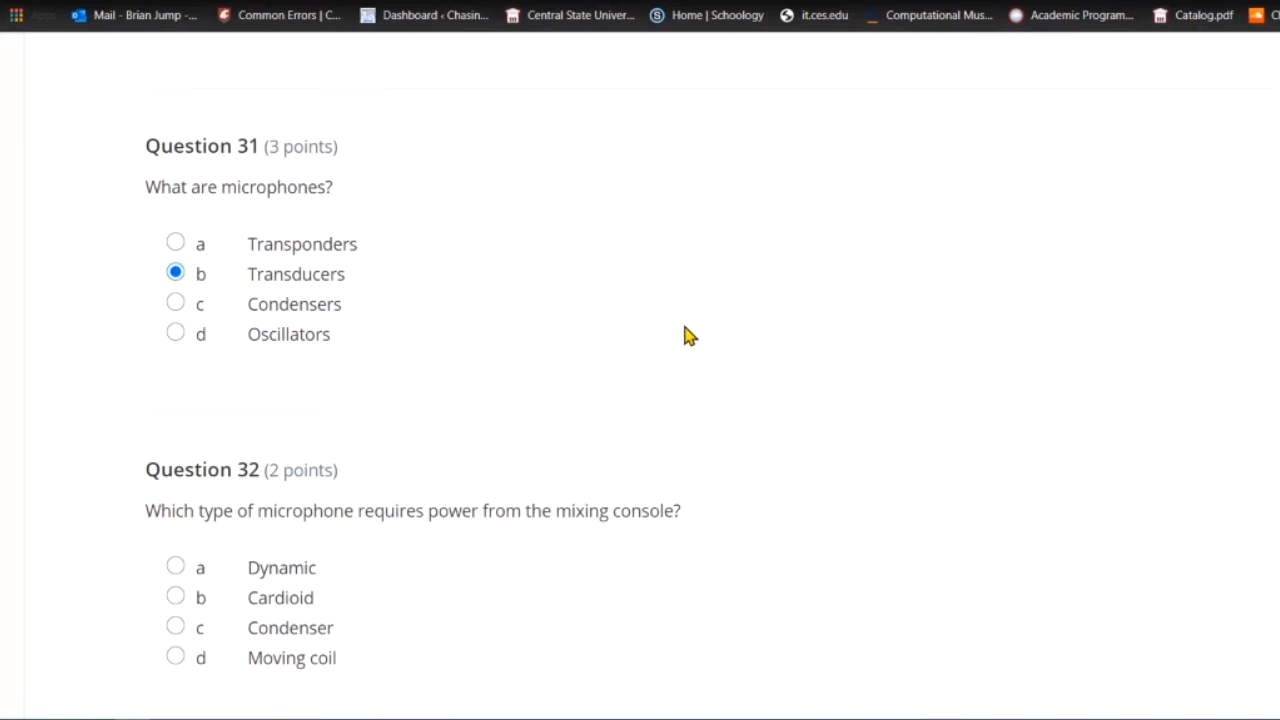 Apps Mail - Brian Jump -... Common Errors | C... Dashboard ‹ Chasin... Central State Univer... Home | Schoology it.ces.edu Computational Mus... Academic Program... Catalog.pdf
Question 31 (3 points)
What are microphones?
a Transponders
b Transducers
c Condensers
d Oscillators
Question 32 (2 points)
Which type of microphone requires power from the mixing console?
a Dynamic
b Cardioid
c Condenser
d Moving coil